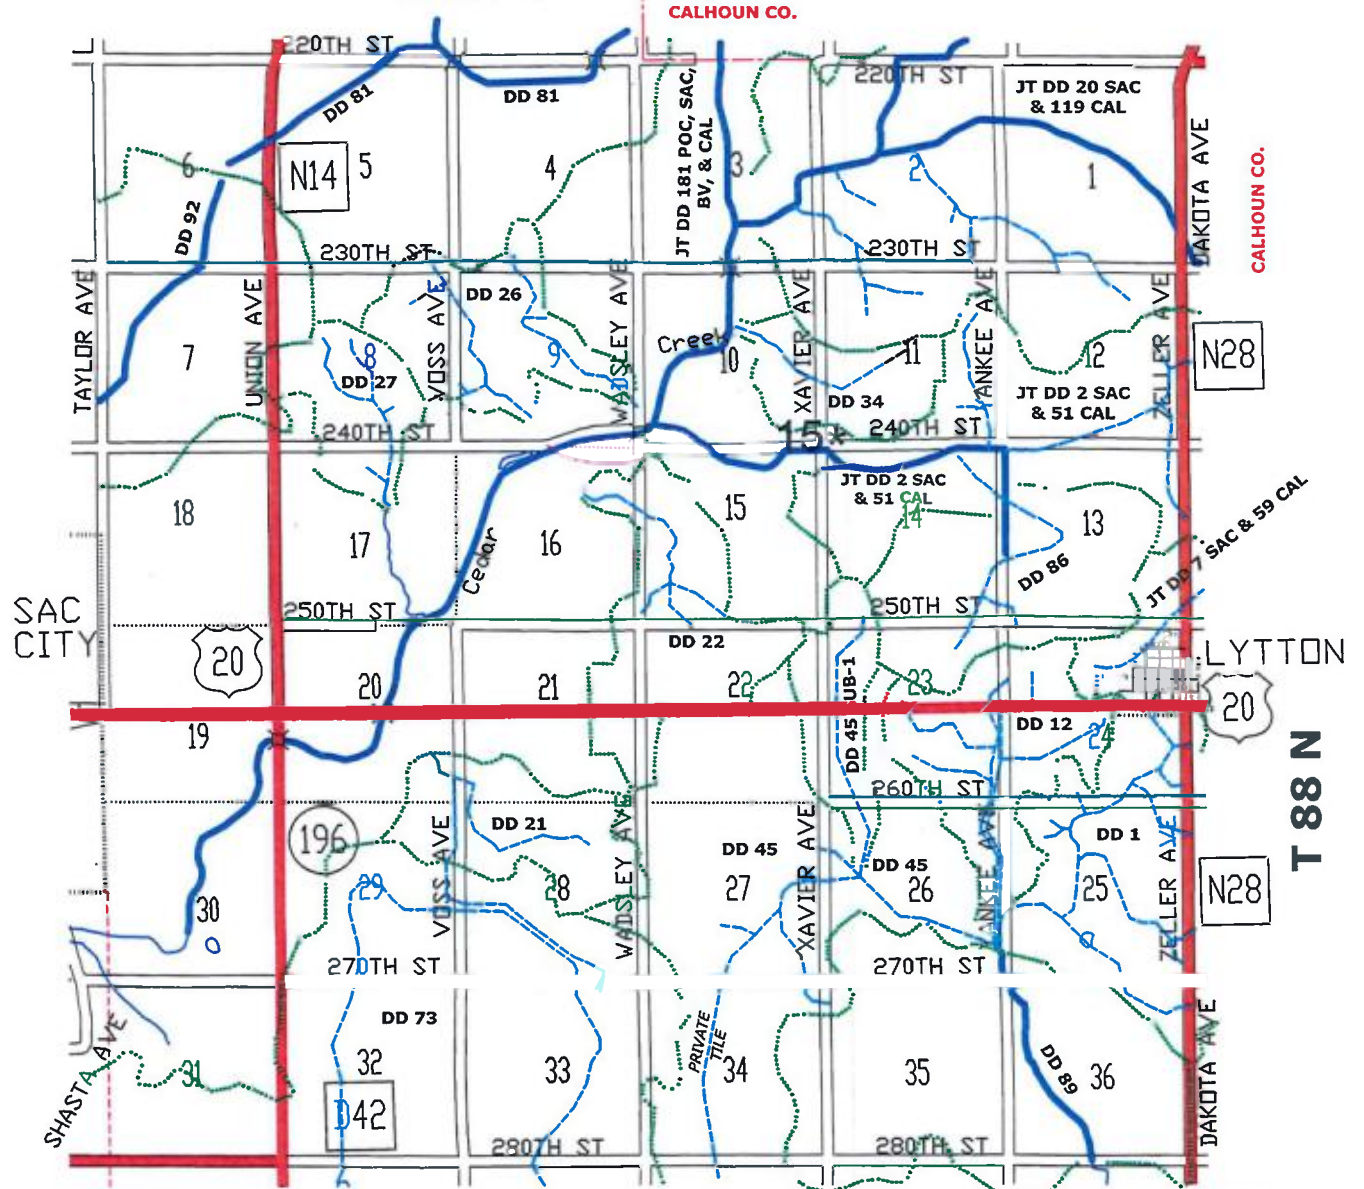 CALHOUN CO.
220TH ST
DD 81
DD 81
JT DD 181 POC, SAC,
BV, & CAL
220TH ST
JT DD 20 SAC
& 119 CAL
DAKOTA AVE
CALHOUN CO.
6
N14
5
4
3
2
1
DD 92
230TH ST
230TH ST
TAYLOR AVE
UNION AVE
VOSS AVE
DD 26
WADSLEY AVE
XAVIER AVE
YANKEE AVE
ZELLER AVE
7
8
DD 27
9
Creek
10
11
12
N28
DD 34
JT DD 2 SAC
& 51 CAL
240TH ST
15*
240TH ST
18
17
16
Cedar
15
JT DD 2 SAC
& 51 CAL
14
13
DD 86
JT DD 7 SAC & 59 CAL
SAC
CITY
250TH ST
250TH ST
DD 22
20
LYTTON
20
20
21
22
DD 45 SUB-1
23
19
DD 12
24
T 88 N
260TH ST
196
VOSS AVE
DD 21
WADSLEY AVE
DD 45
XAVIER AVE
DD 45
YANKEE AVE
DD 1
ZELLER AVE
30
29
28
27
26
25
N28
270TH ST
270TH ST
DD 73
SHASTA AVE
31
32
33
PRIVATE
TILE
34
35
DD 89
36
DAKOTA AVE
D42
280TH ST
280TH ST